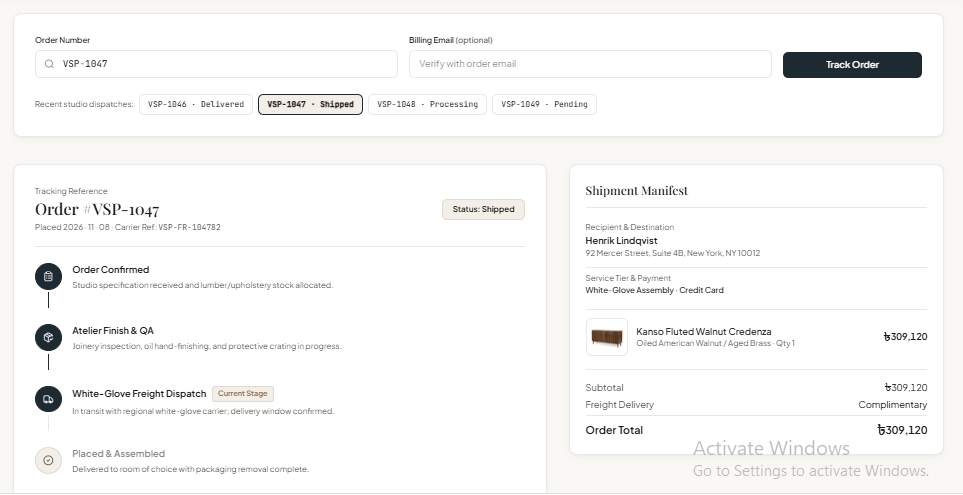 Order Number
Billing Email (optional)
VSP-1047
Verify with order email
Track Order
Recent studio dispatches:
VSP-1046 · Delivered
VSP-1047 · Shipped
VSP-1048 · Processing
VSP-1049 · Pending
Tracking Reference
Order #VSP-1047
Placed 2026-11-08 · Carrier Ref: VSP-FR-104782
Status: Shipped
Order Confirmed
Studio specification received and lumber/upholstery stock allocated.
Atelier Finish & QA
Joinery inspection, oil hand-finishing, and protective crating in progress.
White-Glove Freight Dispatch
Current Stage
In transit with regional white-glove carrier; delivery window confirmed.
Placed & Assembled
Delivered to room of choice with packaging removal complete.
Shipment Manifest
Recipient & Destination
Henrik Lindqvist
92 Mercer Street, Suite 4B, New York, NY 10012
Service Tier & Payment
White-Glove Assembly · Credit Card
Kanso Fluted Walnut Credenza
Oiled American Walnut / Aged Brass · Qty 1
৳309,120
Subtotal
৳309,120
Freight Delivery
Complimentary
Order Total
৳309,120
Activate Windows
Go to Settings to activate Windows.